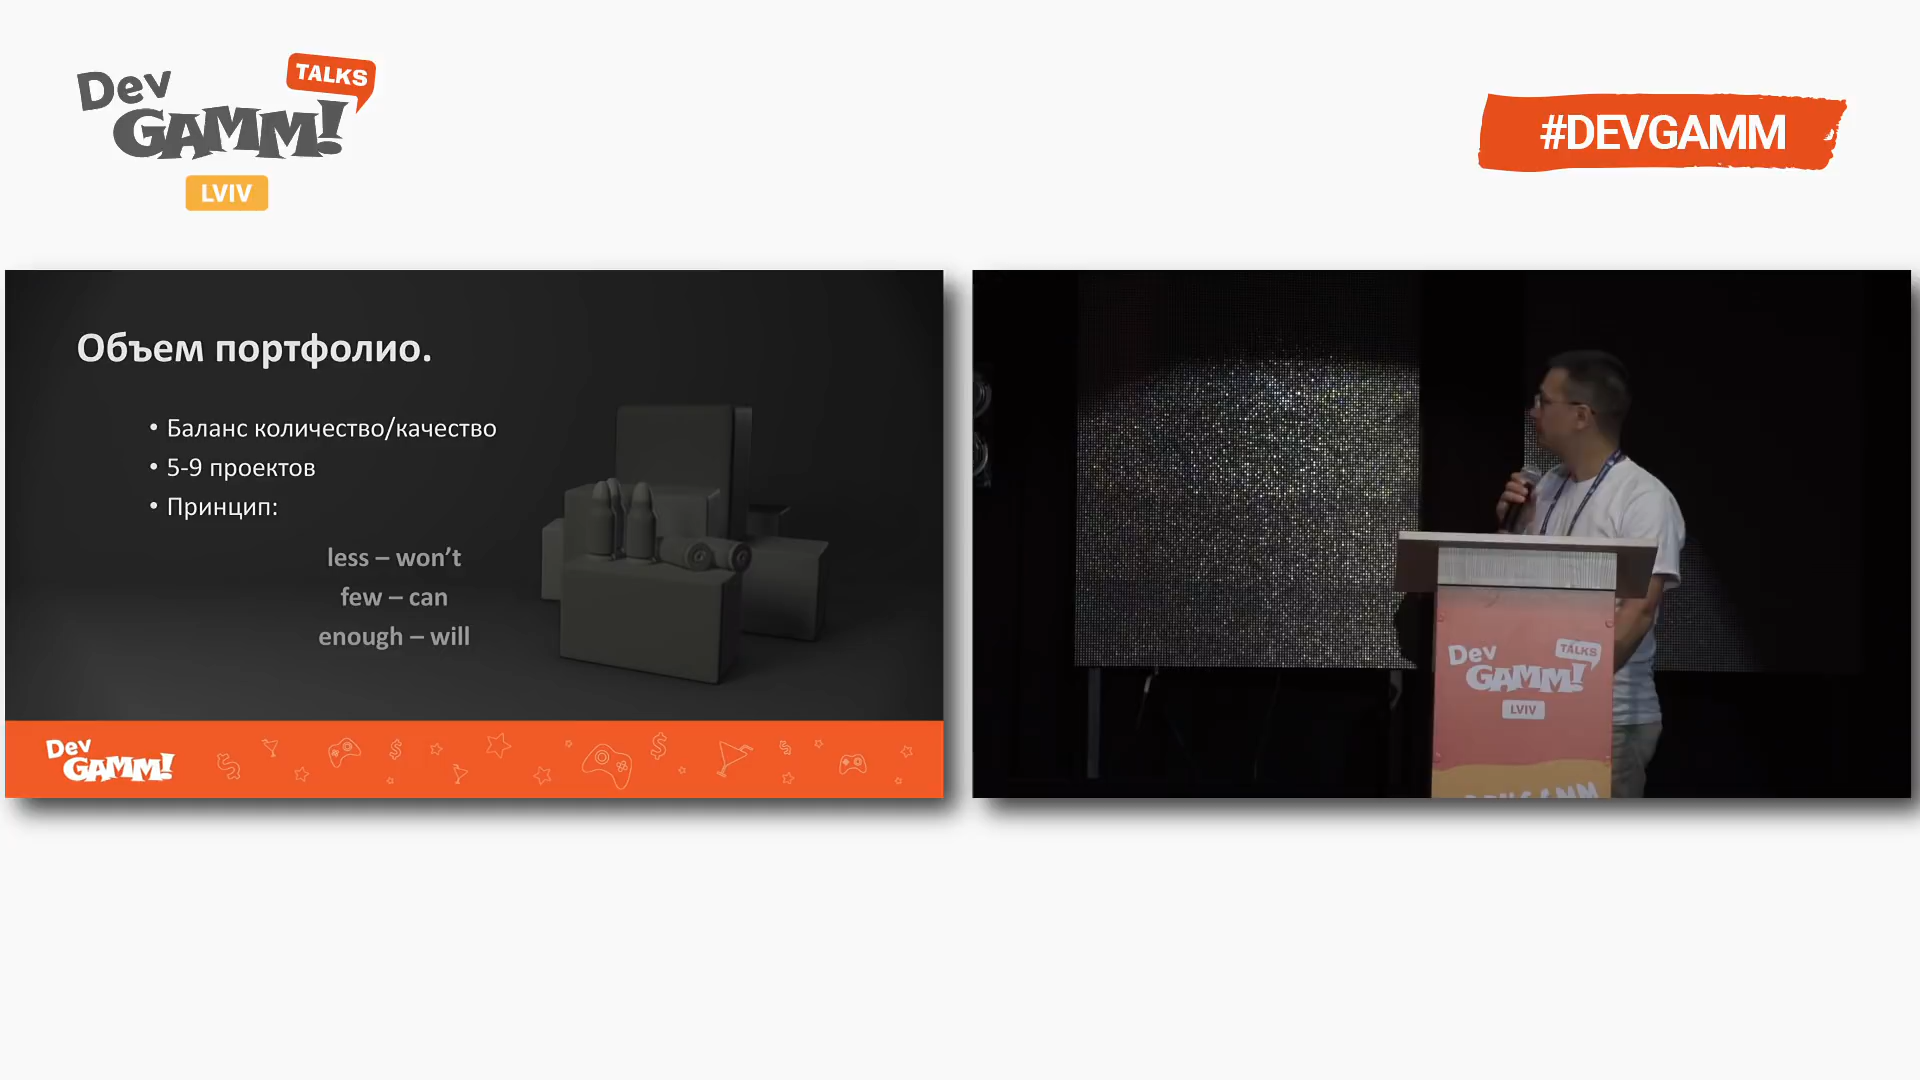 Dev
GAMM!
TALKS
LVIV
#DEVGAMM
Объем портфолио.
• Баланс количество/качество
• 5-9 проектов
• Принцип:
less – won't
few – can
enough – will
Dev
GAMM!
Dev
GAMM!
TALKS
LVIV